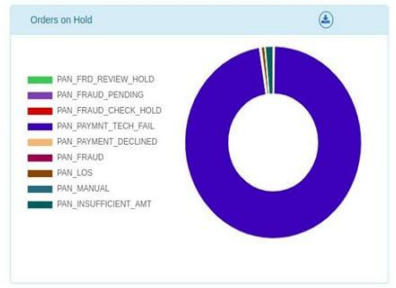 Orders on Hold
PAN_FRD_REVIEW_HOLD
PAN_FRAUD_PENDING
PAN_FRAUD_CHECK_HOLD
PAN_PAYMNT_TECH_FAIL
PAN_PAYMENT_DECLINED
PAN_FRAUD
PAN_LOS
PAN_MANUAL
PAN_INSUFFICIENT_AMT